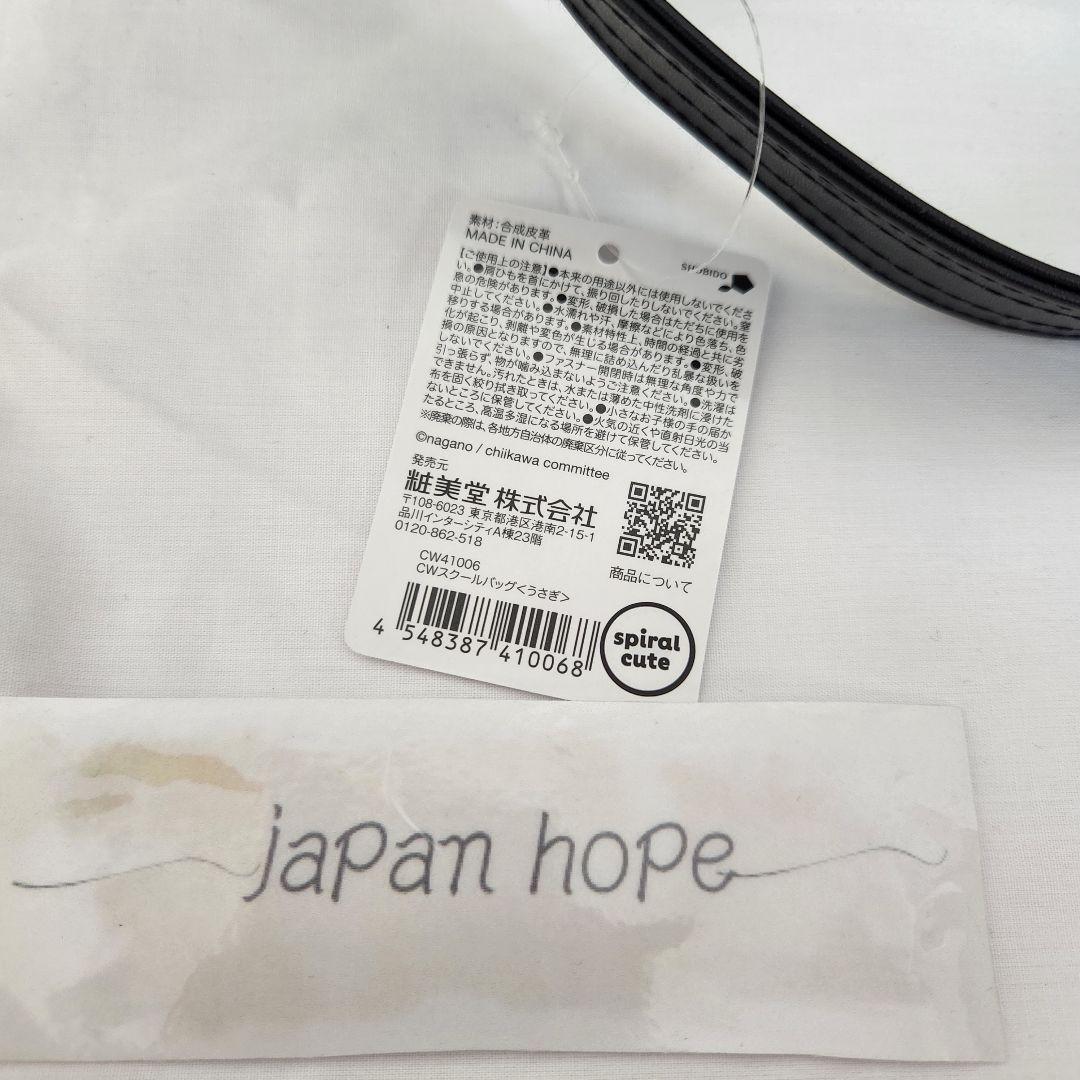 素材:合成皮革
MADE IN CHINA
SHOBIDO
【ご使用上の注意】●本来の用途以外には使用しないでくださ
い。●肩ひもを首にかけて、振り回したりしないでください。窒
息の危険があります。●変形、破損した場合はただちに使用を
中止してください。●水濡れや汗、摩擦などにより色落ち、色
移りする場合があります。●素材特性上、時間の経過と共に劣
化が起こり、剥離や変色が生じる場合があります。●変形、破
損の原因となりますので、無理に詰め込んだり乱暴な扱いを
しないでください。●ファスナー開閉時は無理な角度や力で
引っ張らず、物が噛み込まないようご注意ください。●洗濯は
できません。汚れたときは、水または薄めた中性洗剤に浸けた
布を固く絞り拭き取ってください。●小さなお子様の手の届か
ないところに保管してください。●火気の近くや直射日光の当
たるところ、高温多湿になる場所を避けて保管してください。
※廃棄の際は、各地方自治体の廃棄区分に従ってください。
©nagano / chiikawa committee
発売元
粧美堂 株式会社
〒108-6023 東京都港区港南2-15-1
品川インターシティA棟23階
0120-862-518
商品について
CW41006
CWスクールバッグ<うさぎ>
4 548387 410068
spiral
cute
japan hope